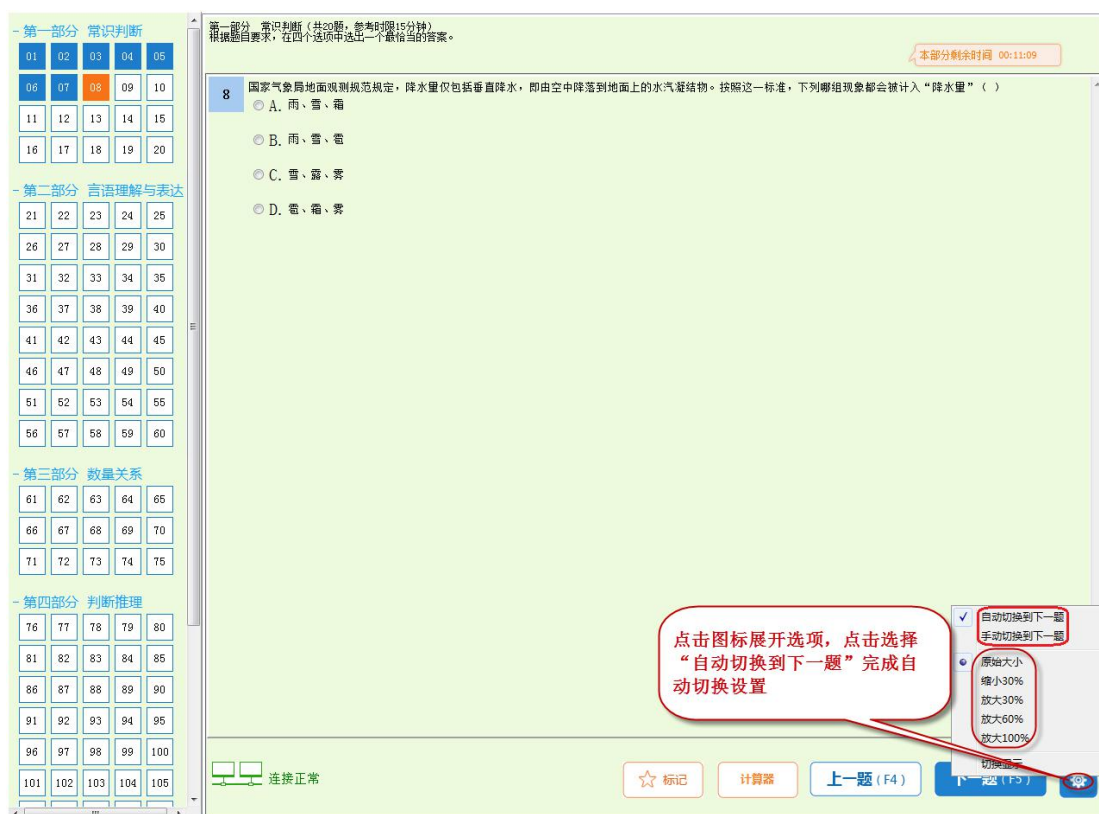 - 第一部分 常识判断
01 02 03 04 05
06 07 08 09 10
11 12 13 14 15
16 17 18 19 20
- 第二部分 言语理解与表达
21 22 23 24 25
26 27 28 29 30
31 32 33 34 35
36 37 38 39 40
41 42 43 44 45
46 47 48 49 50
51 52 53 54 55
56 57 58 59 60
- 第三部分 数量关系
61 62 63 64 65
66 67 68 69 70
71 72 73 74 75
- 第四部分 判断推理
76 77 78 79 80
81 82 83 84 85
86 87 88 89 90
91 92 93 94 95
96 97 98 99 100
101 102 103 104 105
第一部分 常识判断(共20题,参考时限15分钟)
根据题目要求,在四个选项中选出一个最恰当的答案。
本部分剩余时间 00:11:09
8 国家气象局地面观测规范规定,降水量仅包括垂直降水,即由空中降落到地面上的水汽凝结物。按照这一标准,下列哪组现象都会被计入“降水量”( )
A. 雨、雪、霜
B. 雨、雪、雹
C. 雪、露、雾
D. 雹、霜、雾
点击图标展开选项,点击选择
“自动切换到下一题”完成自
动切换设置
自动切换到下一题
手动切换到下一题
原始大小
缩小30%
放大30%
放大60%
放大100%
切换显示
连接正常
标记
计算器
上一题(F4)
下一题(F5)